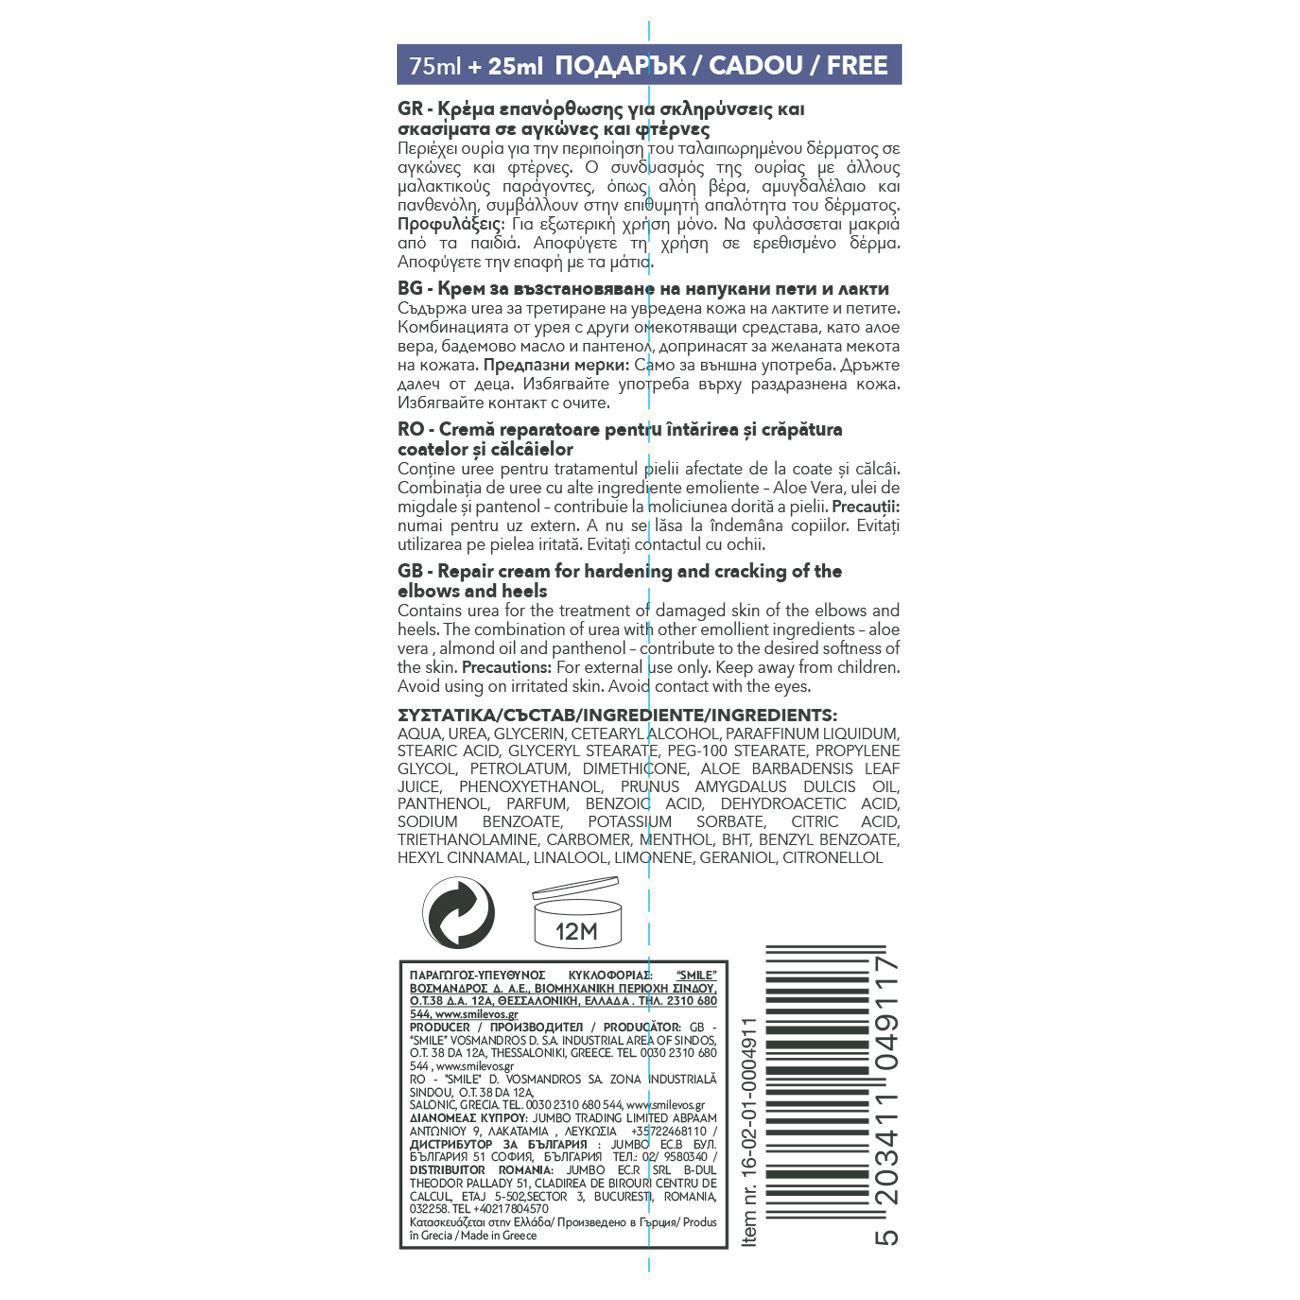 75ml + 25ml ПОДАРЪК / CADOU / FREE
GR - Κρέμα επανόρθωσης για σκληρύνσεις και
σκασίματα σε αγκώνες και φτέρνες
Περιέχει ουρία για την περιποίηση του ταλαιπωρημένου δέρματος σε
αγκώνες και φτέρνες. Ο συνδυασμός της ουρίας με άλλους
μαλακτικούς παράγοντες, όπως αλόη βέρα, αμυγδαλέλαιο και
πανθενόλη, συμβάλλουν στην επιθυμητή απαλότητα του δέρματος.
Προφυλάξεις: Για εξωτερική χρήση μόνο. Να φυλάσσεται μακριά
από τα παιδιά. Αποφύγετε τη χρήση σε ερεθισμένο δέρμα.
Αποφύγετε την επαφή με τα μάτια.
BG - Крем за възстановяване на напукани пети и лакти
Съдържа urea за третиране на увредена кожа на лактите и петите.
Комбинацията от урея с други омекотяващи средства, като алое
вера, бадемово масло и пантенол, допринасят за желаната мекота
на кожата. Предпазни мерки: Само за външна употреба. Дръжте
далеч от деца. Избягвайте употреба върху раздразнена кожа.
Избягвайте контакт с очите.
RO - Cremă reparatoare pentru întărirea și crăpătura
coatelor și călcâielor
Conține uree pentru tratamentul pielii afectate de la coate și călcâi.
Combinația de uree cu alte ingrediente emoliente – Aloe Vera, ulei de
migdale și pantenol – contribuie la moliciunea dorită a pielii. Precauții:
numai pentru uz extern. A nu se lăsa la îndemâna copiilor. Evitați
utilizarea pe pielea iritată. Evitați contactul cu ochii.
GB - Repair cream for hardening and cracking of the
elbows and heels
Contains urea for the treatment of damaged skin of the elbows and
heels. The combination of urea with other emollient ingredients – aloe
vera , almond oil and panthenol – contribute to the desired softness of
the skin. Precautions: For external use only. Keep away from children.
Avoid using on irritated skin. Avoid contact with the eyes.
ΣΥΣΤΑΤΙΚΑ/СЪСТАВ/INGREDIENTE/INGREDIENTS:
AQUA, UREA, GLYCERIN, CETEARYL ALCOHOL, PARAFFINUM LIQUIDUM,
STEARIC ACID, GLYCERYL STEARATE, PEG-100 STEARATE, PROPYLENE
GLYCOL, PETROLATUM, DIMETHICONE, ALOE BARBADENSIS LEAF
JUICE, PHENOXYETHANOL, PRUNUS AMYGDALUS DULCIS OIL,
PANTHENOL, PARFUM, BENZOIC ACID, DEHYDROACETIC ACID,
SODIUM BENZOATE, POTASSIUM SORBATE, CITRIC ACID,
TRIETHANOLAMINE, CARBOMER, MENTHOL, BHT, BENZYL BENZOATE,
HEXYL CINNAMAL, LINALOOL, LIMONENE, GERANIOL, CITRONELLOL
12M
ΠΑΡΑΓΩΓΟΣ-ΥΠΕΥΘΥΝΟΣ ΚΥΚΛΟΦΟΡΙΑΣ: “SMILE”
ΒΟΣΜΑΝΔΡΟΣ Δ. Α.Ε., ΒΙΟΜΗΧΑΝΙΚΗ ΠΕΡΙΟΧΗ ΣΙΝΔΟΥ,
Ο.Τ.38 Δ.Α. 12Α, ΘΕΣΣΑΛΟΝΙΚΗ, ΕΛΛΑΔΑ . ΤΗΛ. 2310 680
544, www.smilevos.gr
PRODUCER / ПРОИЗВОДИТЕЛ / PRODUCĂTOR: GB -
“SMILE” VOSMANDROS D. S.A. INDUSTRIAL AREA OF SINDOS,
O.T. 38 DA 12A, THESSALONIKI, GREECE. TEL. 0030 2310 680
544 , www.smilevos.gr
RO - "SMILE" D. VOSMANDROS SA. ZONA INDUSTRIALĂ
SINDOU, O.T. 38 DA 12A,
SALONIC, GRECIA. TEL. 0030 2310 680 544, www.smilevos.gr
ΔΙΑΝΟΜΕΑΣ ΚΥΠΡΟΥ: JUMBO TRADING LIMITED ΑΒΡΑΑΜ
ΑΝΤΩΝΙΟΥ 9, ΛΑΚΑΤΑΜΙΑ , ΛΕΥΚΩΣΙΑ +35722468110 /
ДИСТРИБУТОР ЗА БЪЛГАРИЯ : JUMBO EC.B БУЛ.
БЪЛГАРИЯ 51 СОФИЯ, БЪЛГАРИЯ ТЕЛ.: 02/ 9580340 /
DISTRIBUITOR ROMANIA: JUMBO EC.R SRL B-DUL
THEODOR PALLADY 51, CLADIREA DE BIROURI CENTRU DE
CALCUL, ETAJ 5-502,SECTOR 3, BUCURESTI, ROMANIA,
032258. TEL +40217804570
Κατασκευάζεται στην Ελλάδα/ Произведено в Гърция/ Produs
în Grecia / Made in Greece
Item nr. 16-02-01-0004911
5 203411 049117